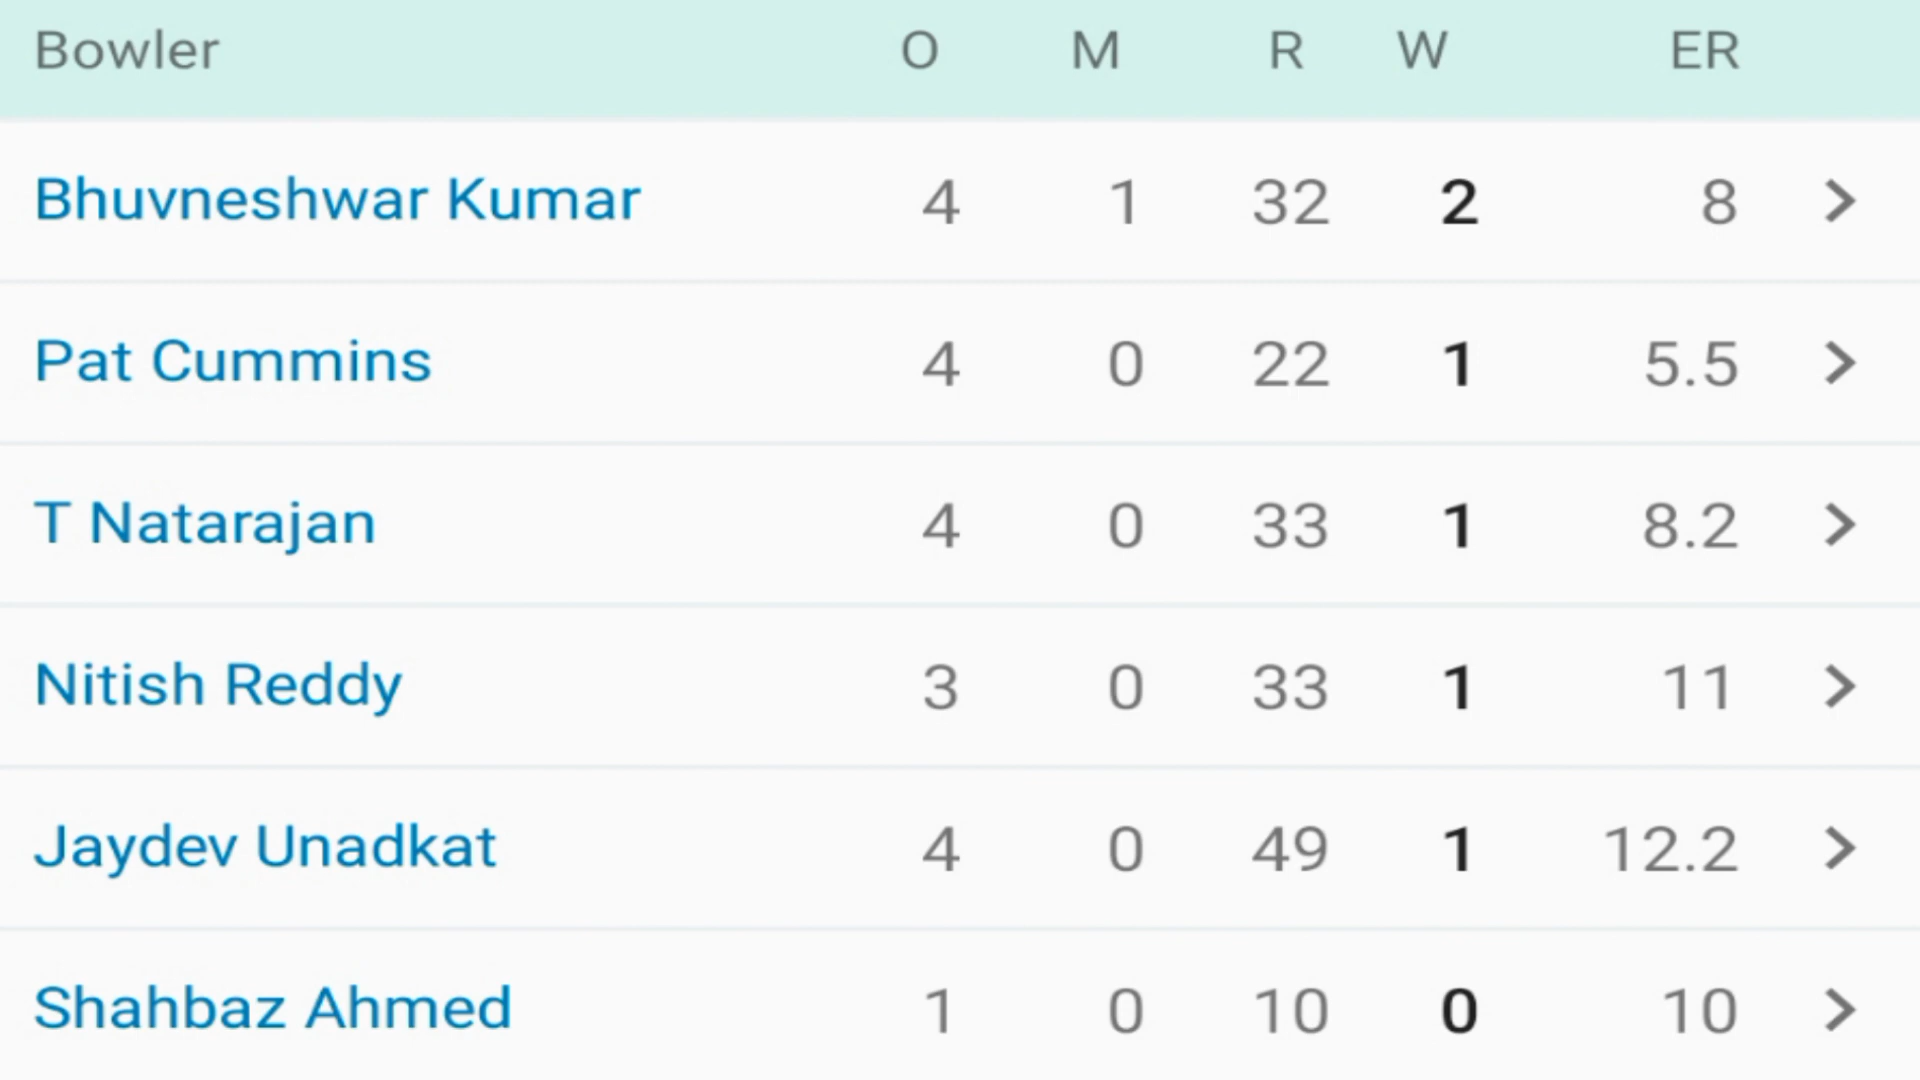 Bowler O M R W ER
Bhuvneshwar Kumar 4 1 32 2 8 >
Pat Cummins 4 0 22 1 5.5 >
T Natarajan 4 0 33 1 8.2 >
Nitish Reddy 3 0 33 1 11 >
Jaydev Unadkat 4 0 49 1 12.2 >
Shahbaz Ahmed 1 0 10 0 10 >